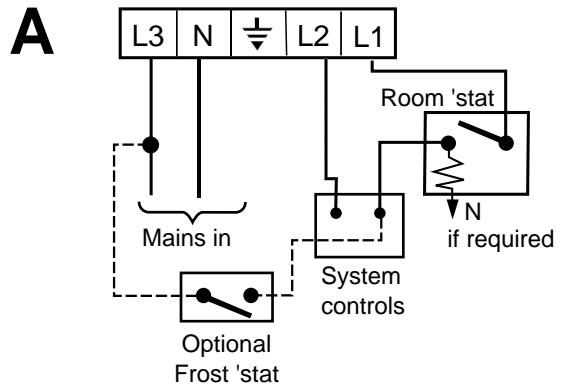 A
L3 N L2 L1
Room 'stat
N
if required
Mains in
System
controls
Optional
Frost 'stat